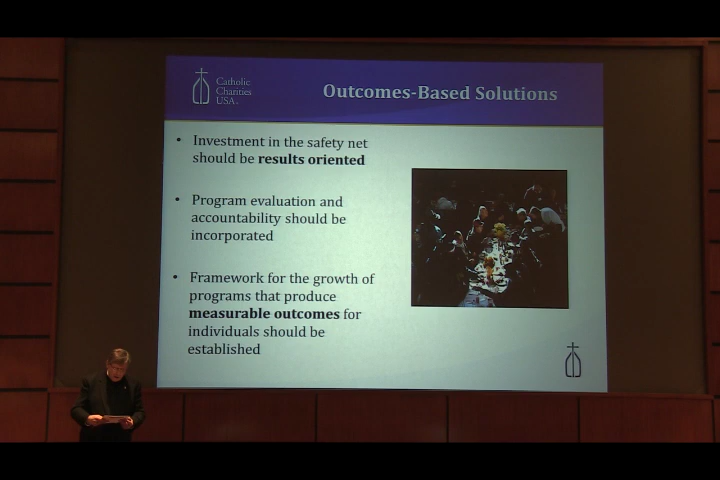 Catholic
Charities
USA.
Outcomes-Based Solutions
• Investment in the safety net
should be results oriented
• Program evaluation and
accountability should be
incorporated
• Framework for the growth of
programs that produce
measurable outcomes for
individuals should be
established